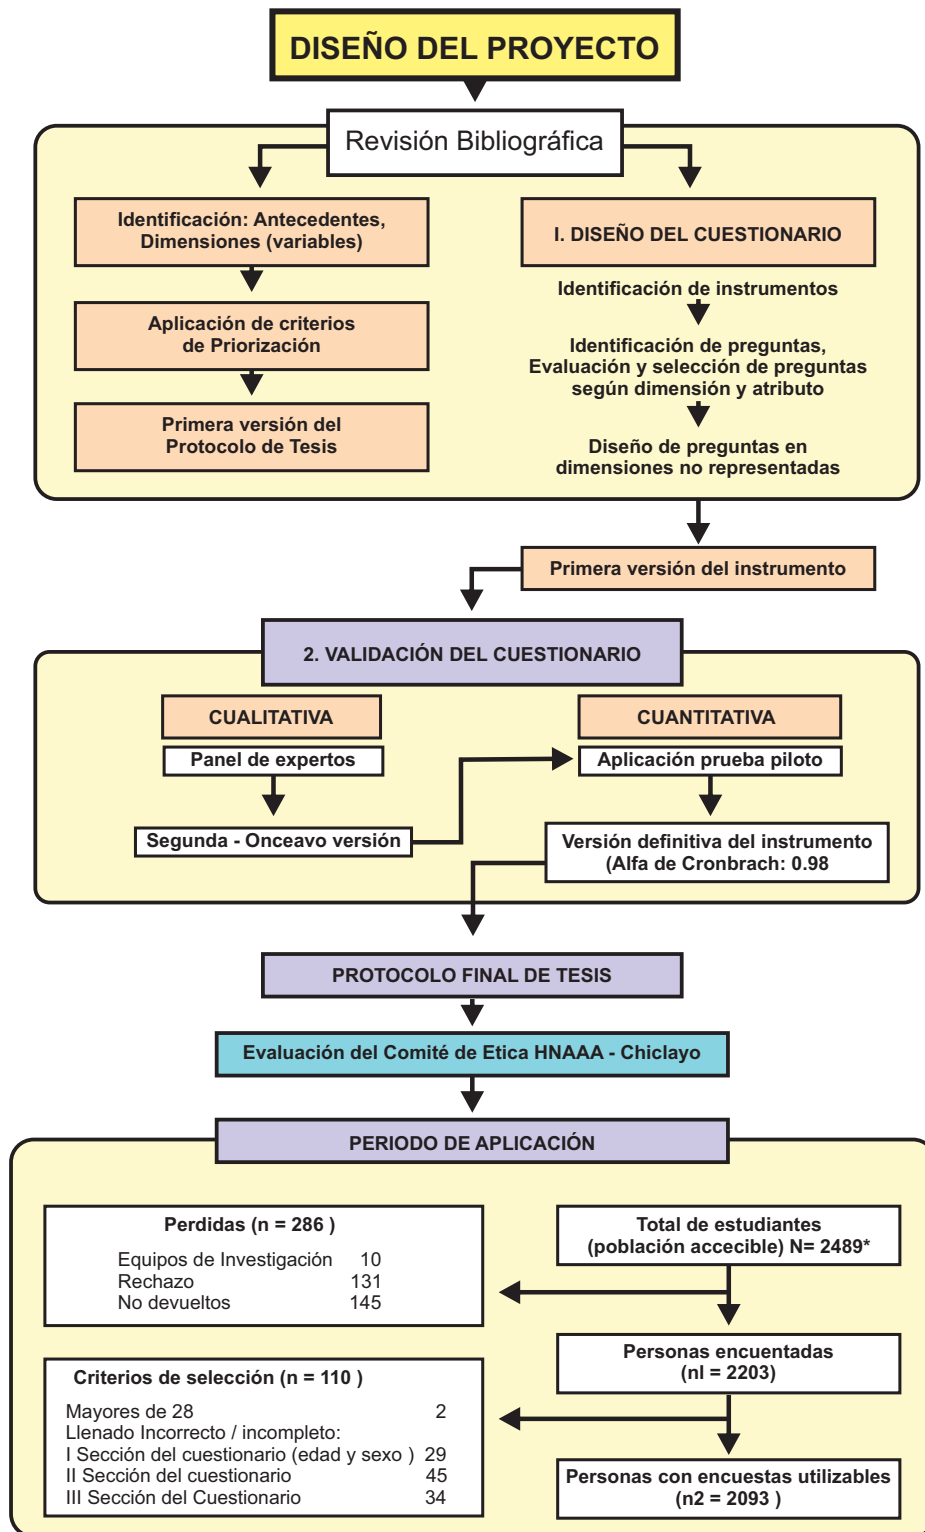 DISEÑO DEL PROYECTO
Revisión Bibliográfica
Identificación: Antecedentes,
Dimensiones (variables)
Aplicación de criterios
de Priorización
Primera versión del
Protocolo de Tesis
I. DISEÑO DEL CUESTIONARIO
Identificación de instrumentos
Identificación de preguntas,
Evaluación y selección de preguntas
según dimensión y atributo
Diseño de preguntas en
dimensiones no representadas
Primera versión del instrumento
2. VALIDACIÓN DEL CUESTIONARIO
CUALITATIVA
Panel de expertos
Segunda - Onceavo versión
CUANTITATIVA
Aplicación prueba piloto
Versión definitiva del instrumento
(Alfa de Cronbrach: 0.98
PROTOCOLO FINAL DE TESIS
Evaluación del Comité de Etica HNAAA - Chiclayo
PERIODO DE APLICACIÓN
Total de estudiantes
(población accecible) N= 2489*
Perdidas (n = 286 )
Equipos de Investigación 10
Rechazo 131
No devueltos 145
Personas encuentadas
(nl = 2203)
Criterios de selección (n = 110 )
Mayores de 28 2
Llenado Incorrecto / incompleto:
I Sección del cuestionario (edad y sexo ) 29
II Sección del cuestionario 45
III Sección del Cuestionario 34
Personas con encuestas utilizables
(n2 = 2093 )